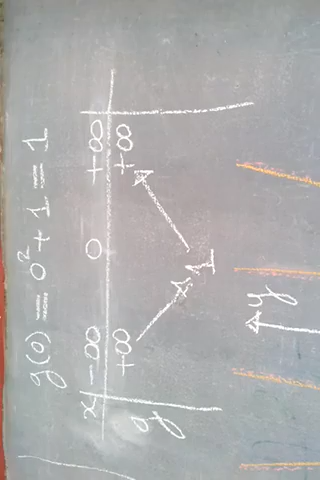 g(0) = 0² + 1 = 1
x -∞ 0 +∞
g +∞ 1 +∞
y